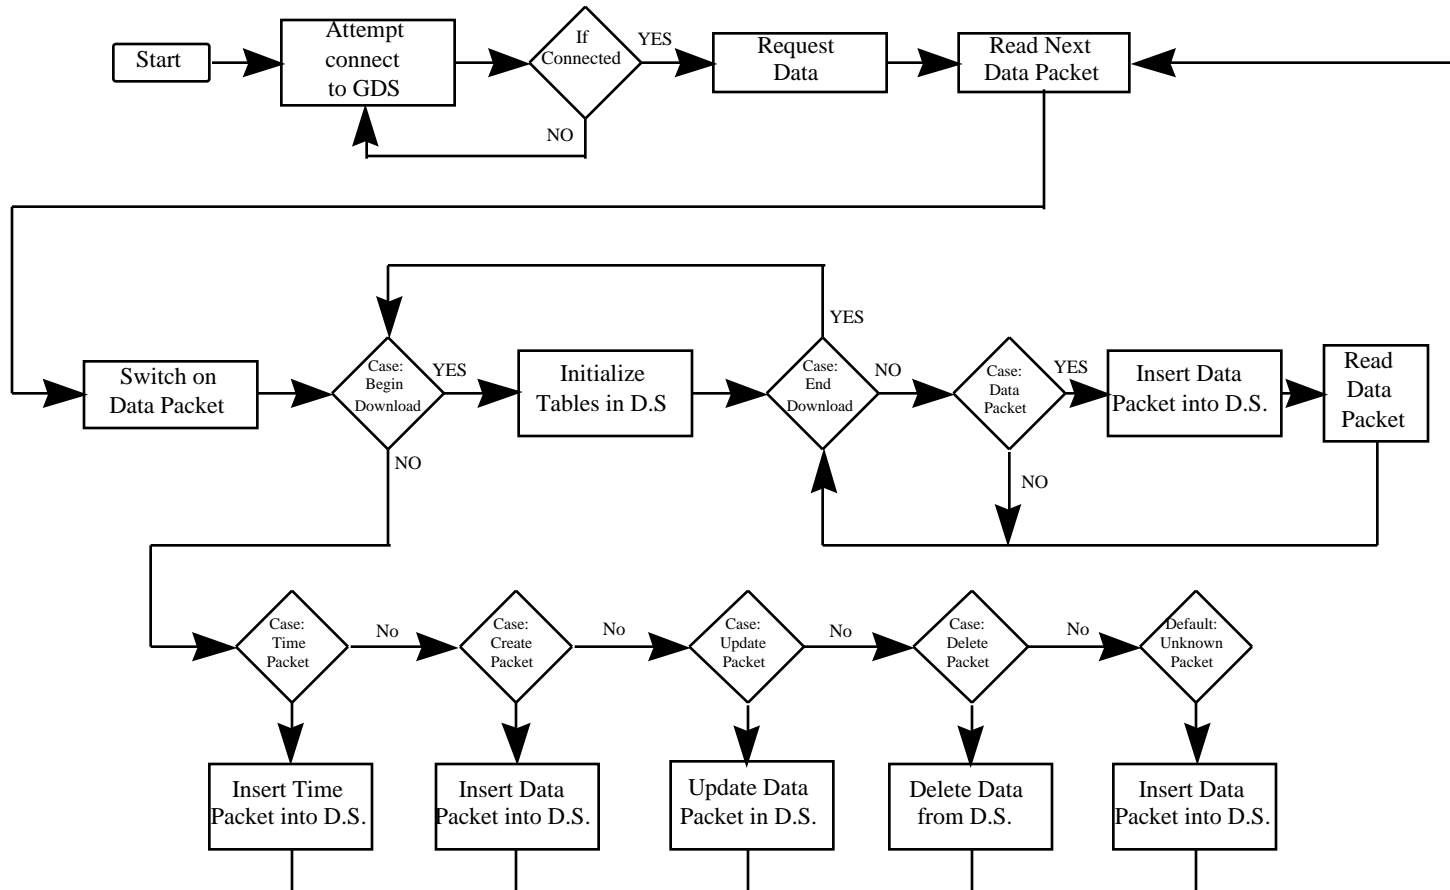 Start
Attempt
connect
to GDS
If
Connected
YES
NO
Request
Data
Read Next
Data Packet
Switch on
Data Packet
Case:
Begin
Download
YES
NO
Initialize
Tables in D.S
Case:
End
Download
YES
NO
Case:
Data
Packet
YES
NO
Insert Data
Packet into D.S.
Read
Data
Packet
Case:
Time
Packet
No
Case:
Create
Packet
No
Case:
Update
Packet
No
Case:
Delete
Packet
No
Default:
Unknown
Packet
Insert Time
Packet into D.S.
Insert Data
Packet into D.S.
Update Data
Packet in D.S.
Delete Data
from D.S.
Insert Data
Packet into D.S.